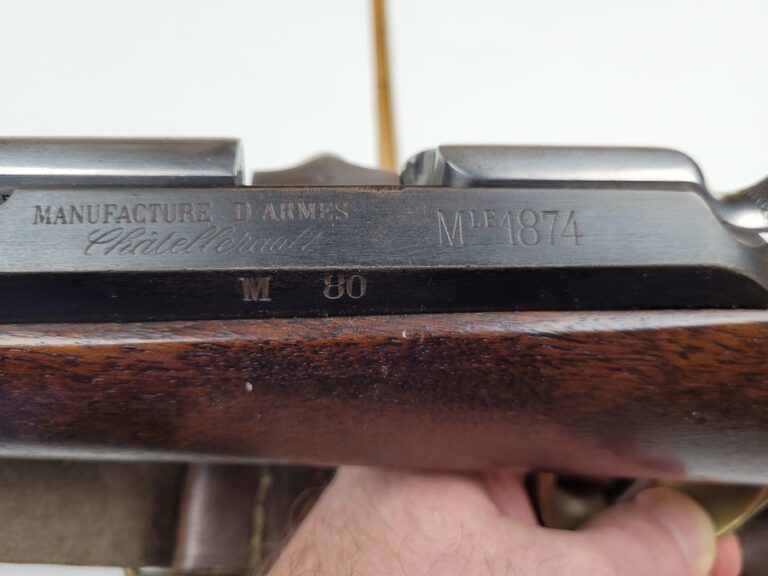 MANUFACTURE D ARMES
Châtellerault
MLE 1874
M 80